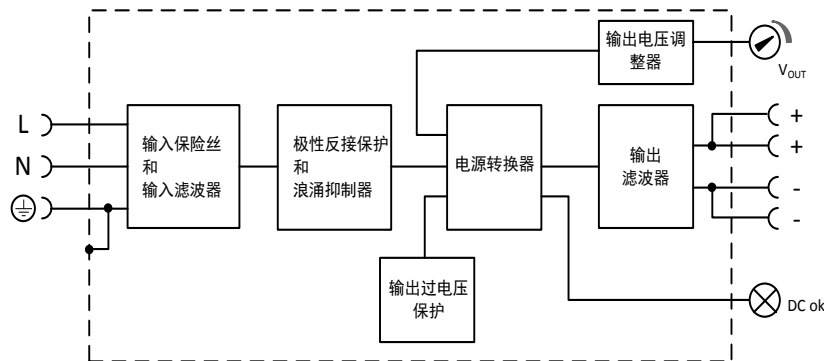 输出电压调
整器
V_OUT
L
N
输入保险丝
和
输入滤波器
极性反接保护
和
浪涌抑制器
电源转换器
输出
滤波器
+
+
-
-
输出过电压
保护
DC ok